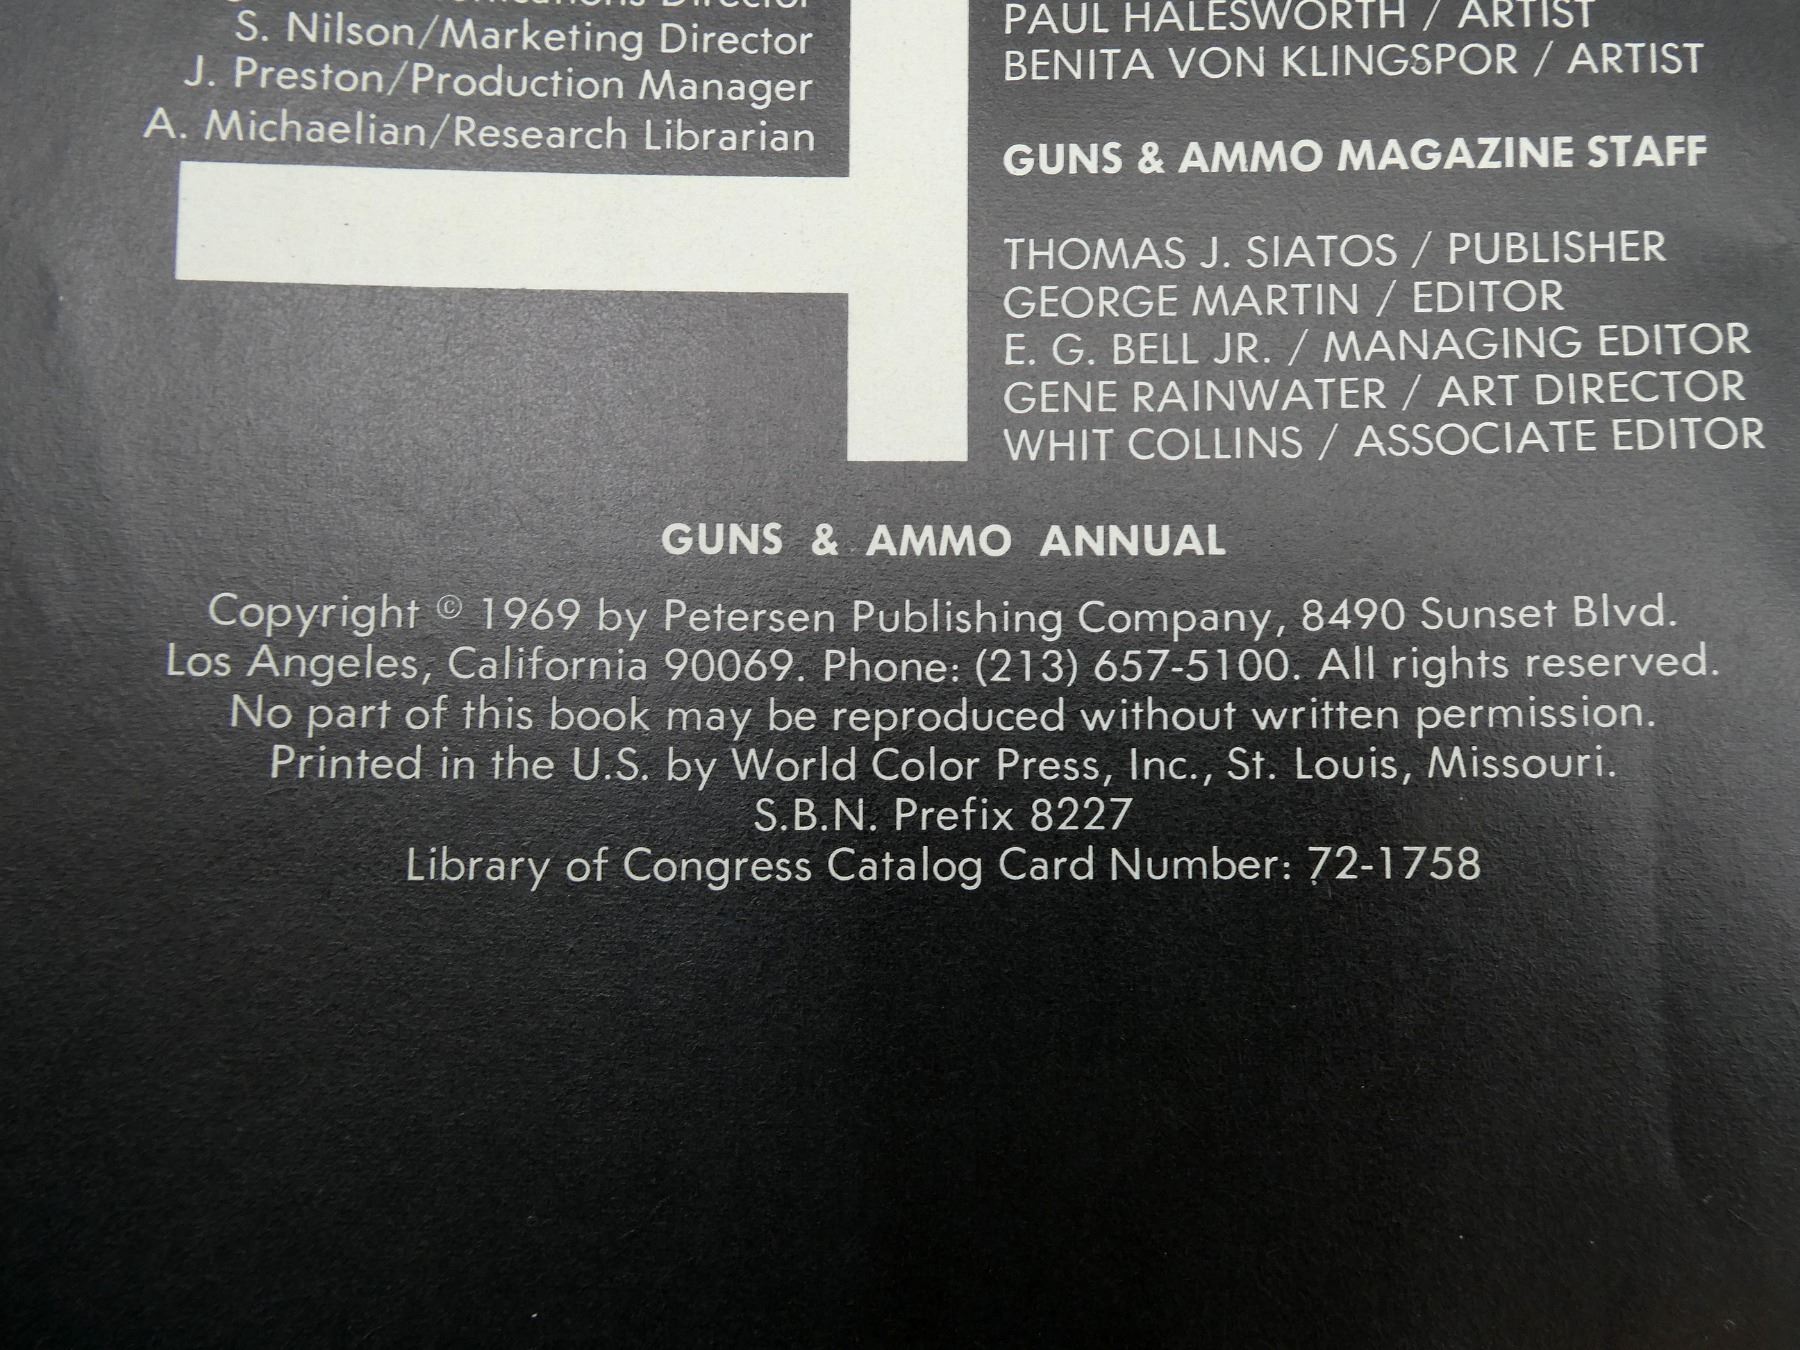 Director
S. Nilson/Marketing Director
J. Preston/Production Manager
A. Michaelian/Research Librarian
PAUL HALESWORTH / ARTIST
BENITA VON KLINGSPOR / ARTIST
GUNS & AMMO MAGAZINE STAFF
THOMAS J. SIATOS / PUBLISHER
GEORGE MARTIN / EDITOR
E. G. BELL JR. / MANAGING EDITOR
GENE RAINWATER / ART DIRECTOR
WHIT COLLINS / ASSOCIATE EDITOR
GUNS & AMMO ANNUAL
Copyright © 1969 by Petersen Publishing Company, 8490 Sunset Blvd.
Los Angeles, California 90069. Phone: (213) 657-5100. All rights reserved.
No part of this book may be reproduced without written permission.
Printed in the U.S. by World Color Press, Inc., St. Louis, Missouri.
S.B.N. Prefix 8227
Library of Congress Catalog Card Number: 72-1758